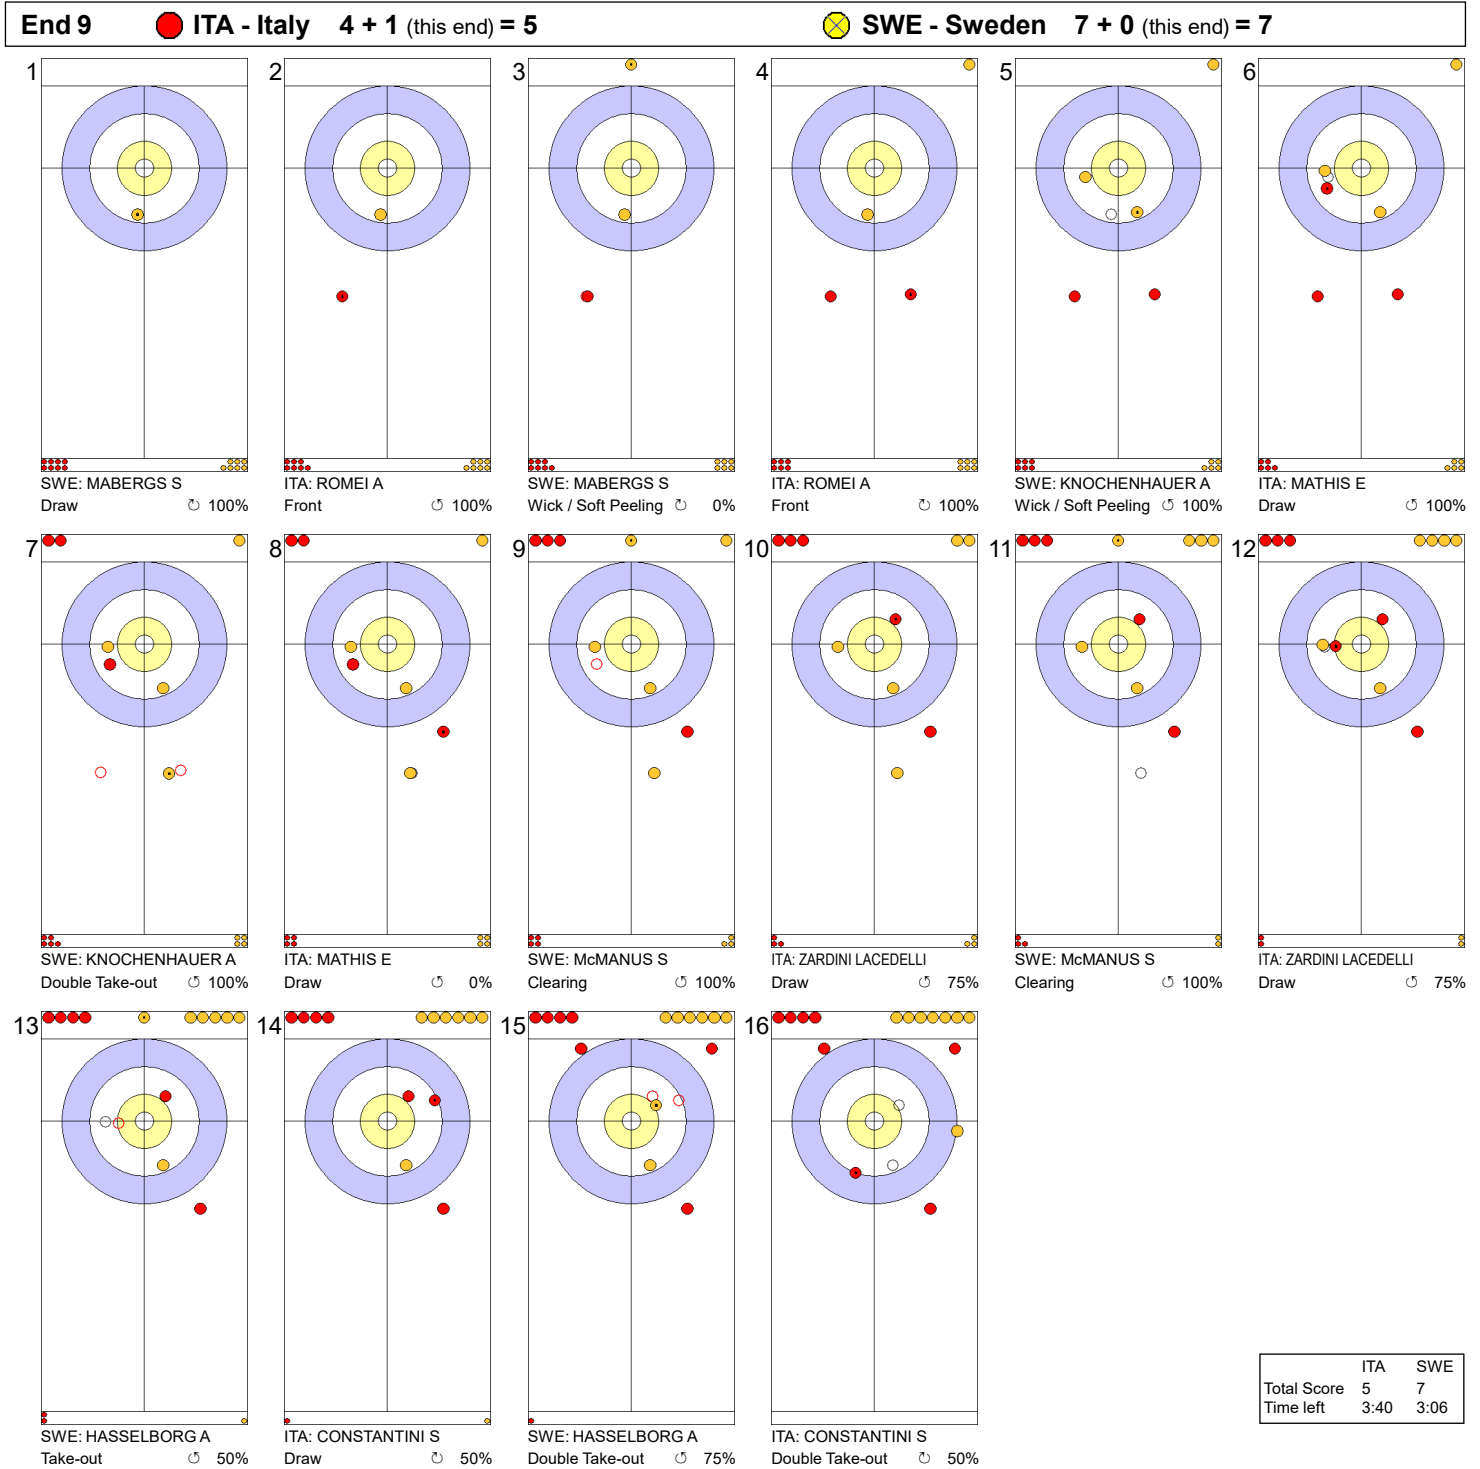 End 9 ITA - Italy 4 + 1 (this end) = 5 SWE - Sweden 7 + 0 (this end) = 7
1 2 3 4 5 6
SWE: MABERGS S ITA: ROMEI A SWE: MABERGS S ITA: ROMEI A SWE: KNOCHENHAUER A ITA: MATHIS E
Draw ↻ 100% Front ↺ 100% Wick / Soft Peeling ↻ 0% Front ↺ 100% Wick / Soft Peeling ↺ 100% Draw ↺ 100%
7 8 9 10 11 12
SWE: KNOCHENHAUER A ITA: MATHIS E SWE: McMANUS S ITA: ZARDINI LACEDELLI SWE: McMANUS S ITA: ZARDINI LACEDELLI
Double Take-out ↺ 100% Draw ↺ 0% Clearing ↺ 100% Draw ↺ 75% Clearing ↺ 100% Draw ↺ 75%
13 14 15 16
SWE: HASSELBORG A ITA: CONSTANTINI S SWE: HASSELBORG A ITA: CONSTANTINI S
Take-out ↺ 50% Draw ↻ 50% Double Take-out ↺ 75% Double Take-out ↺ 50%
ITA SWE
Total Score 5 7
Time left 3:40 3:06